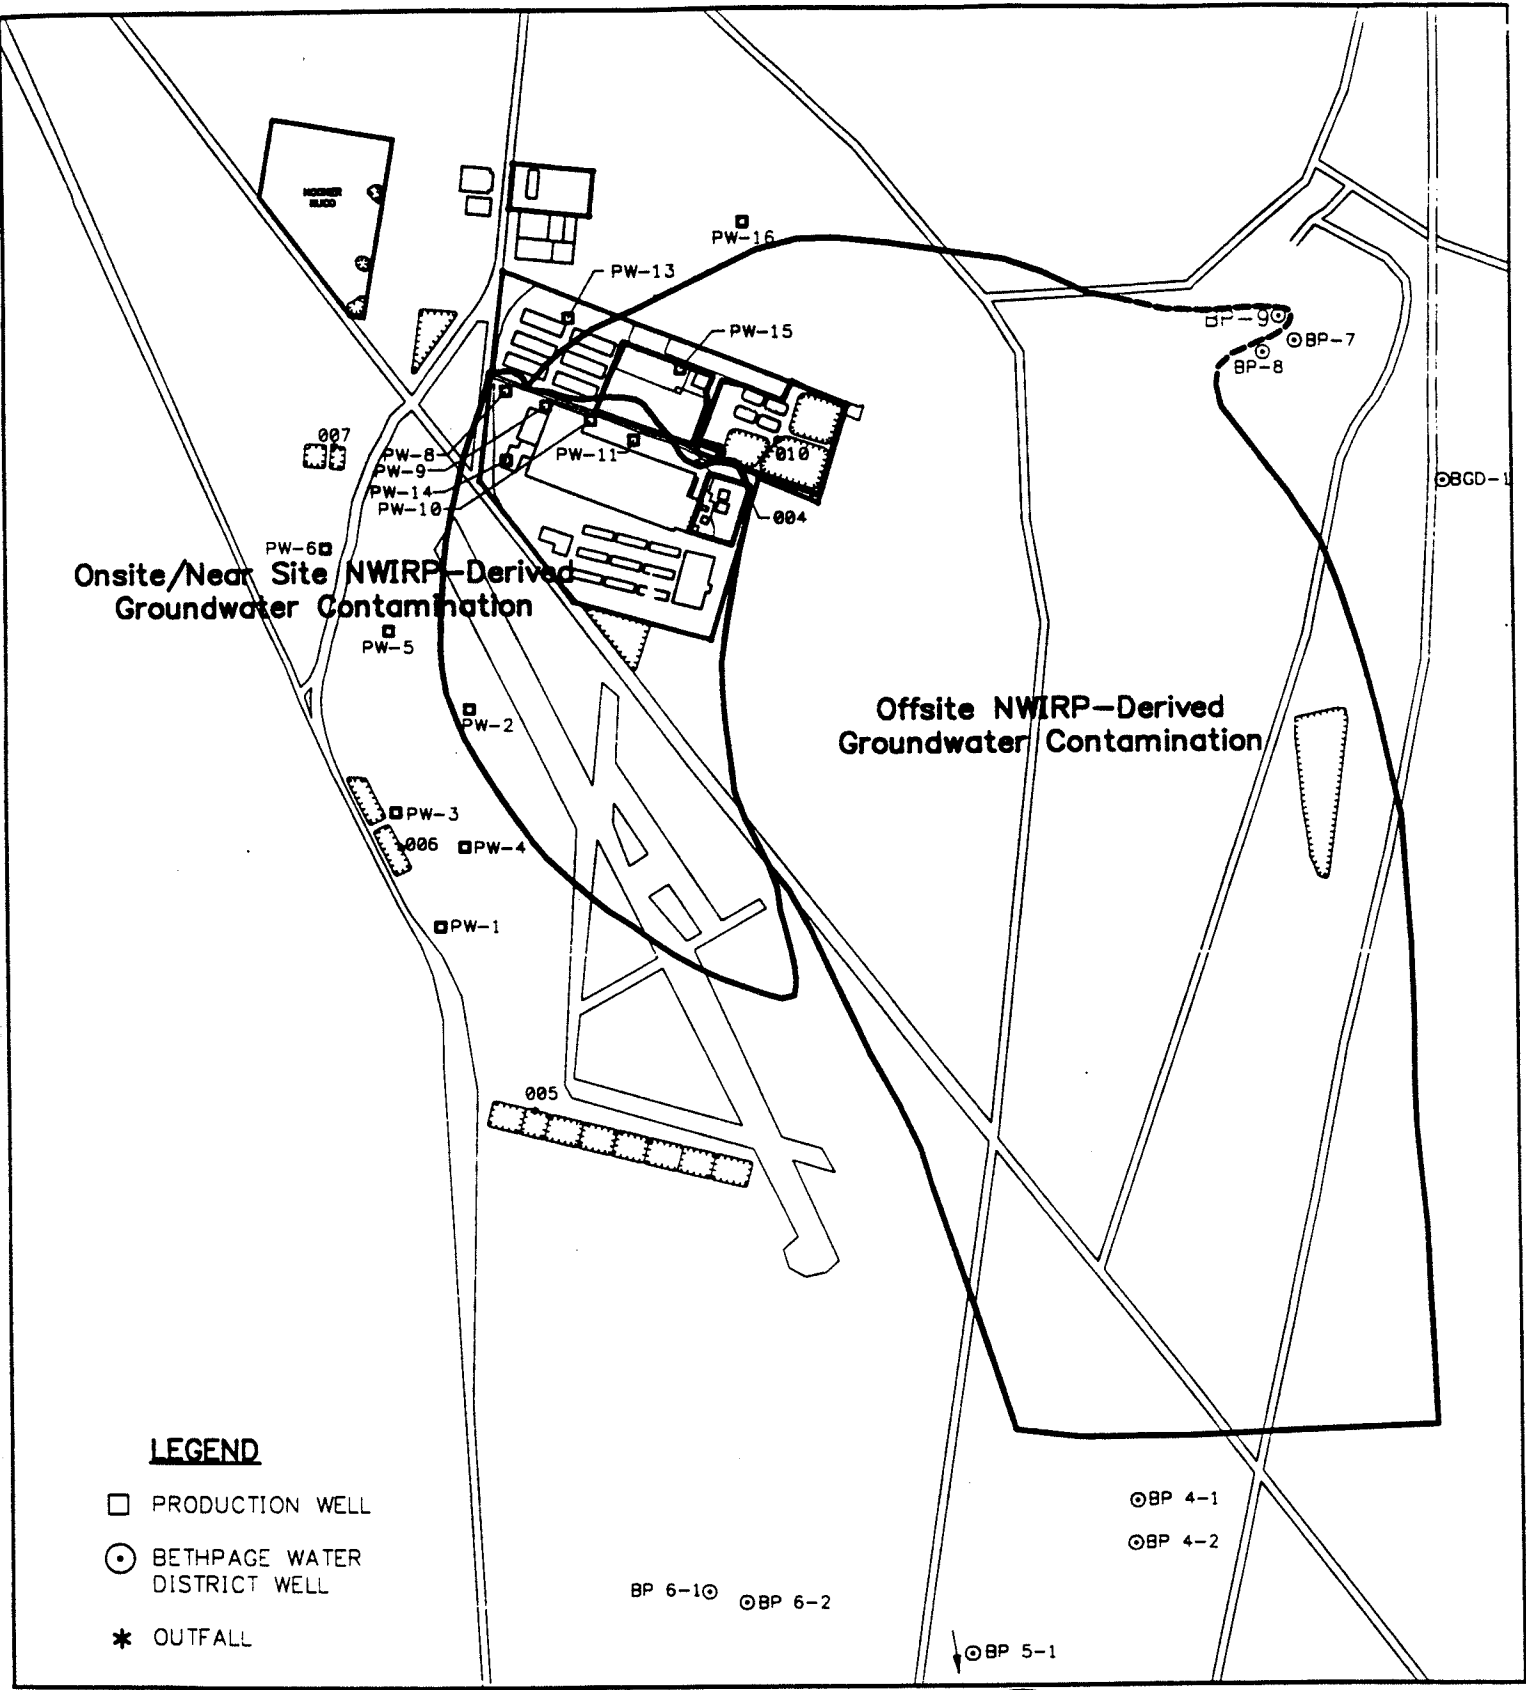 HOOKER
RUCO
PW-16
PW-13
PW-15
BP-9
BP-7
BP-8
007
PW-8
PW-9
PW-14
PW-10
PW-11
010
004
BGD-1
PW-6
Onsite/Near Site NWIRP-Derived
Groundwater Contamination
PW-5
PW-2
Offsite NWIRP-Derived
Groundwater Contamination
PW-3
006
PW-4
PW-1
005
LEGEND
PRODUCTION WELL
BETHPAGE WATER
DISTRICT WELL
OUTFALL
BP 4-1
BP 4-2
BP 6-1
BP 6-2
BP 5-1